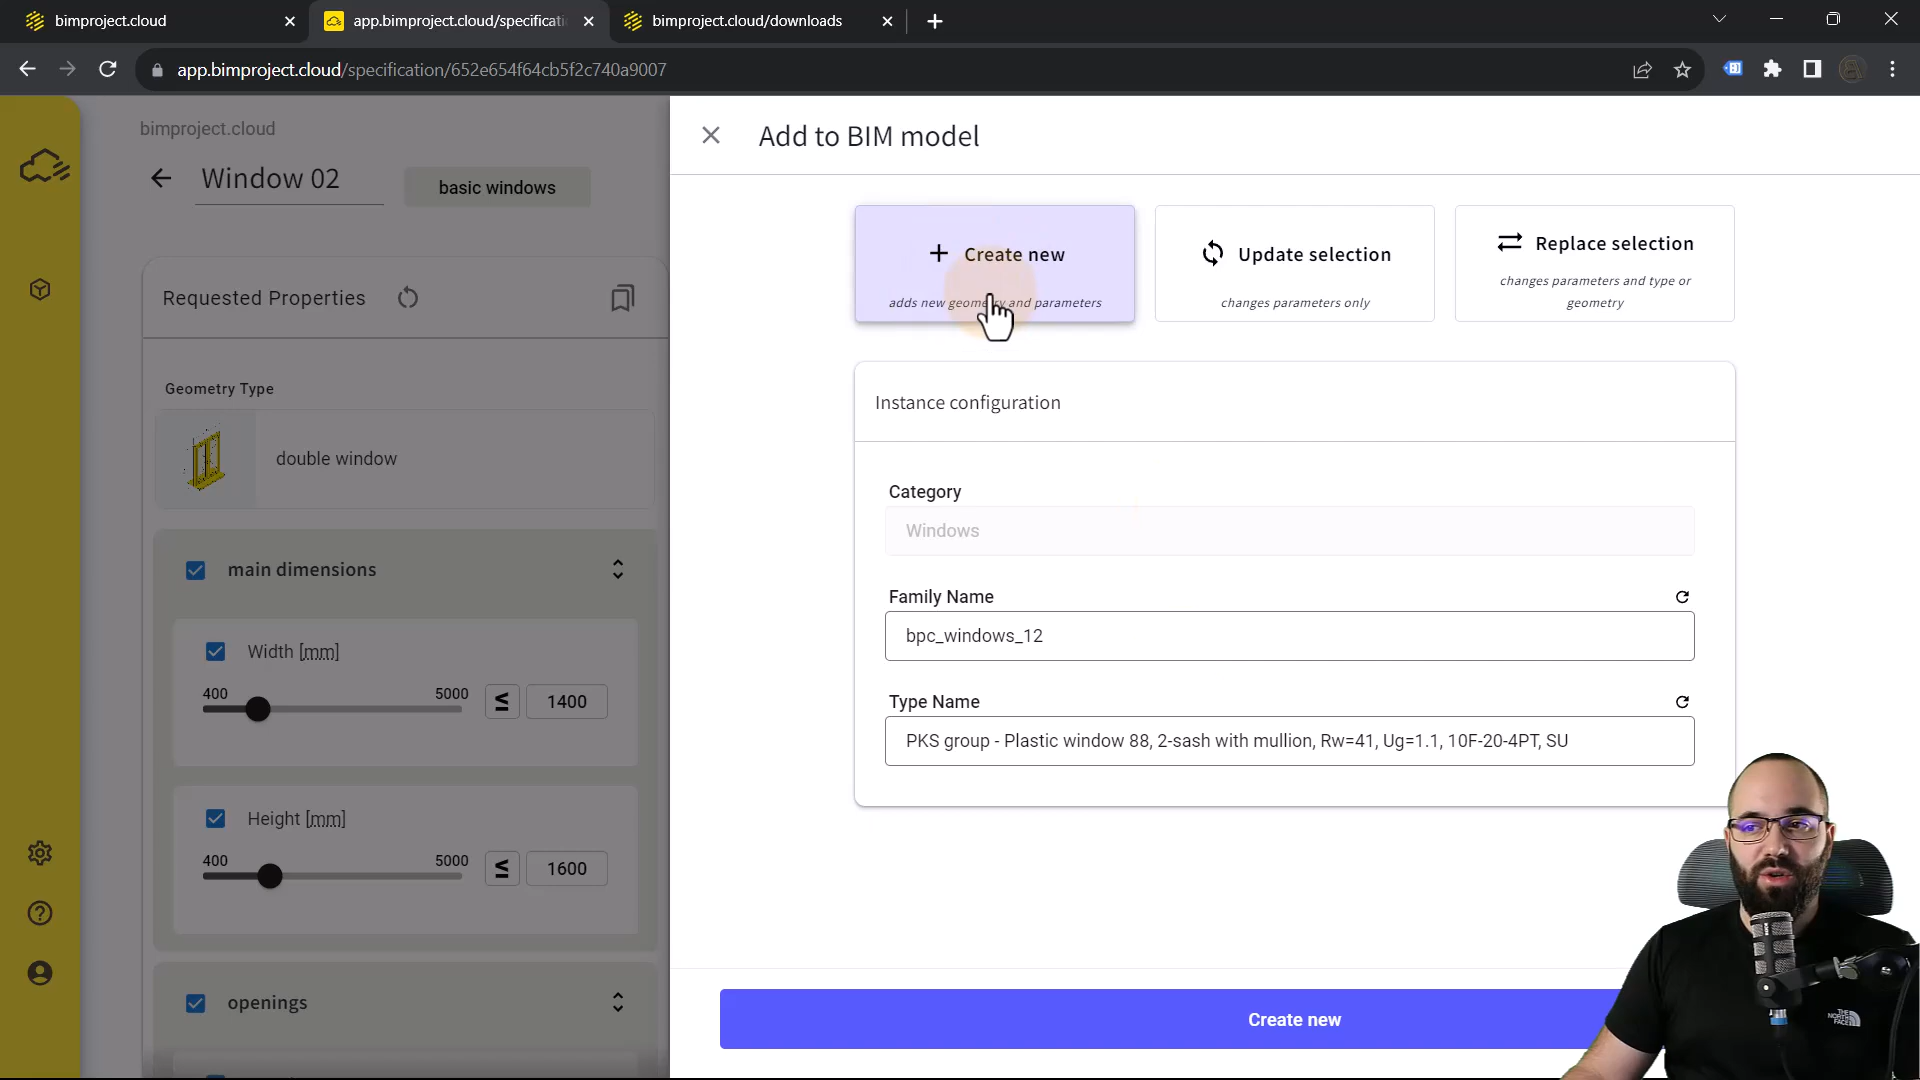 bimproject.cloud
app.bimproject.cloud/specificati
bimproject.cloud/downloads
app.bimproject.cloud/specification/652e654f64cb5f2c740a9007
bimproject.cloud
Window 02
basic windows
Requested Properties
Geometry Type
double window
main dimensions
Width [mm]
400
5000
≤
1400
Height [mm]
400
5000
≤
1600
openings
Add to BIM model
Create new
adds new geometry and parameters
Update selection
changes parameters only
Replace selection
changes parameters and type or
geometry
Instance configuration
Category
Windows
Family Name
bpc_windows_12
Type Name
PKS group - Plastic window 88, 2-sash with mullion, Rw=41, Ug=1.1, 10F-20-4PT, SU
Create new
THE
NORTH
FACE